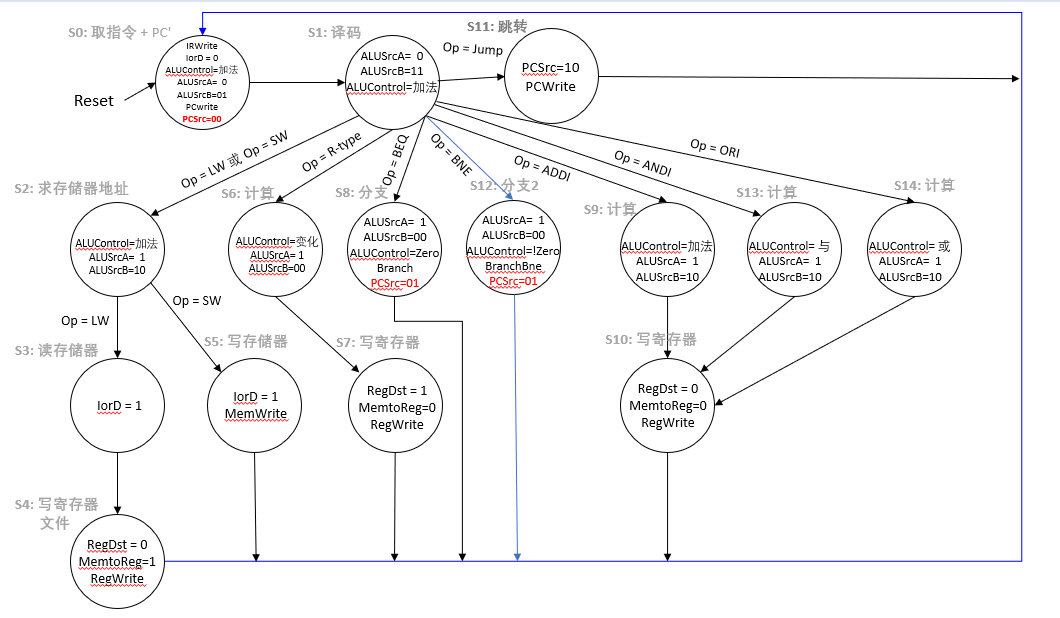 S0: 取指令 + PC'
IRWrite
IorD = 0
ALUControl=加法
ALUSrcA= 0
ALUSrcB=01
PCwrite
PCSrc=00
Reset
S1: 译码
ALUSrcA= 0
ALUSrcB=11
ALUControl=加法
Op = Jump
S11: 跳转
PCSrc=10
PCWrite
Op = LW 或 Op = SW
Op = R-type
Op = BEQ
Op = BNE
Op = ADDI
Op = ANDI
Op = ORI
S2: 求存储器地址
ALUControl=加法
ALUSrcA= 1
ALUSrcB=10
S6: 计算
ALUControl=变化
ALUSrcA= 1
ALUSrcB=00
S8: 分支
ALUSrcA= 1
ALUSrcB=00
ALUControl=Zero
Branch
PCSrc=01
S12: 分支2
ALUSrcA= 1
ALUSrcB=00
ALUControl=!Zero
BranchBne
PCSrc=01
S9: 计算
ALUControl=加法
ALUSrcA= 1
ALUSrcB=10
S13: 计算
ALUControl= 与
ALUSrcA= 1
ALUSrcB=10
S14: 计算
ALUControl= 或
ALUSrcA= 1
ALUSrcB=10
Op = LW
Op = SW
S3: 读存储器
IorD = 1
S5: 写存储器
IorD = 1
MemWrite
S7: 写寄存器
RegDst = 1
MemtoReg=0
RegWrite
S10: 写寄存器
RegDst = 0
MemtoReg=0
RegWrite
S4: 写寄存器
文件
RegDst = 0
MemtoReg=1
RegWrite